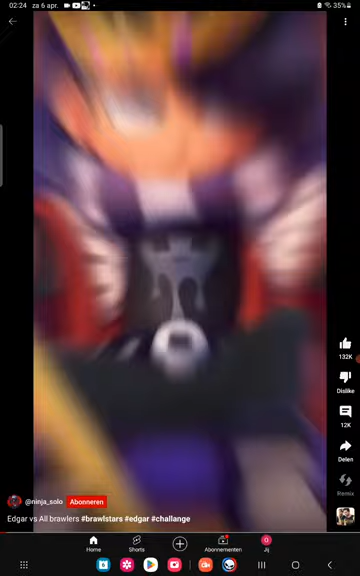 02:24 za 6 apr.
35%
132K
Dislike
12K
Delen
Remix
@ninja_solo Abonneren
Edgar vs All brawlers #brawlstars #edgar #challange
Home Shorts Abonnementen Jij